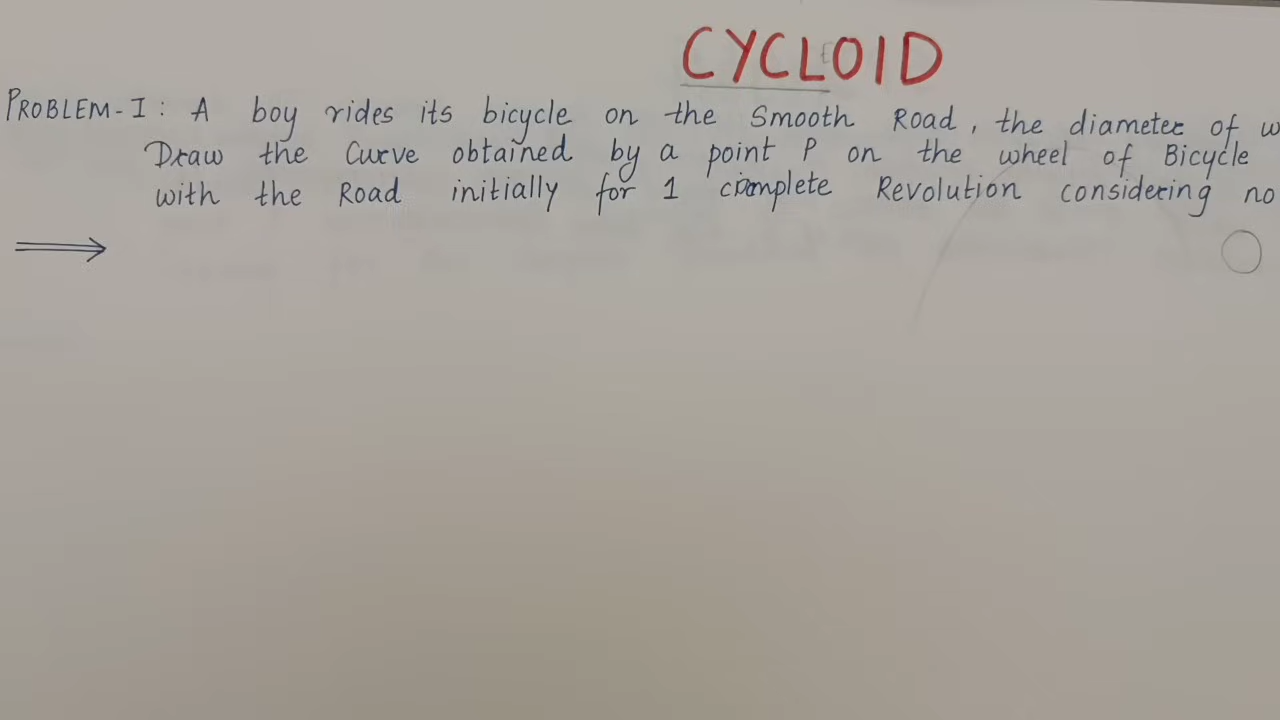 CYCLOID
PROBLEM-I: A boy rides its bicycle on the Smooth Road, the diameter of w
Draw the Curve obtained by a point P on the wheel of Bicycle
with the Road initially for 1 complete Revolution considering no